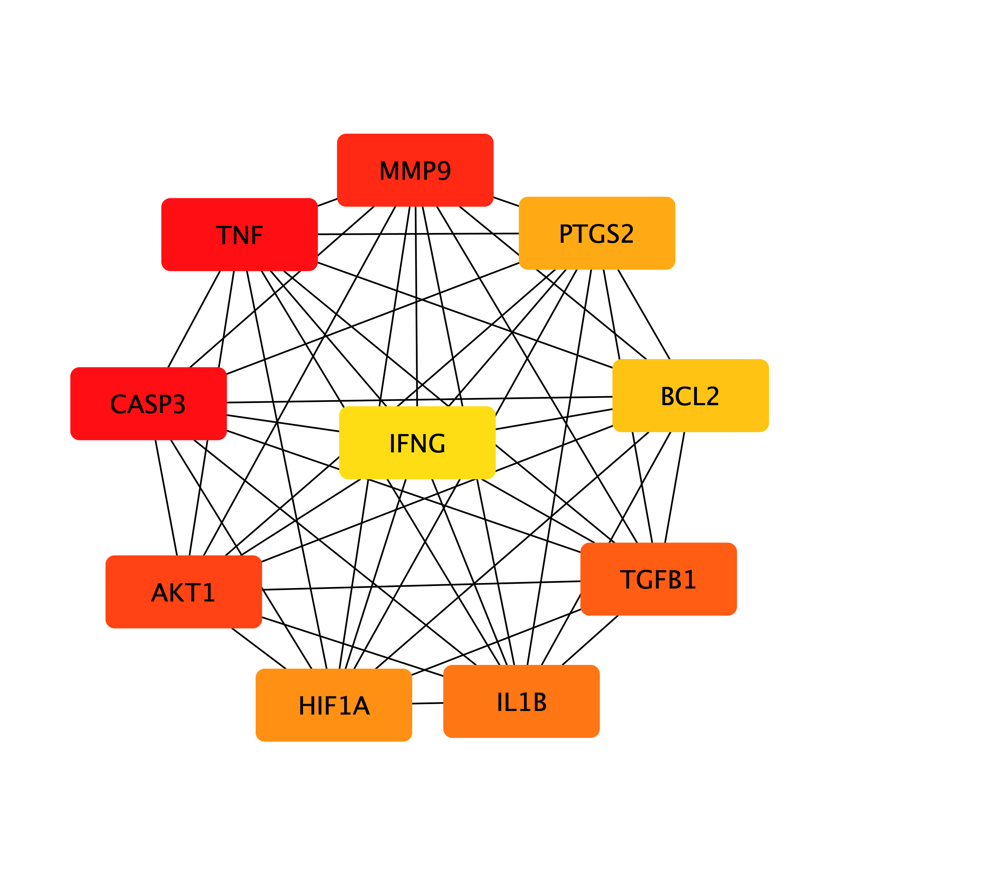 MMP9
TNF
PTGS2
CASP3
BCL2
IFNG
AKT1
TGFB1
HIF1A
IL1B